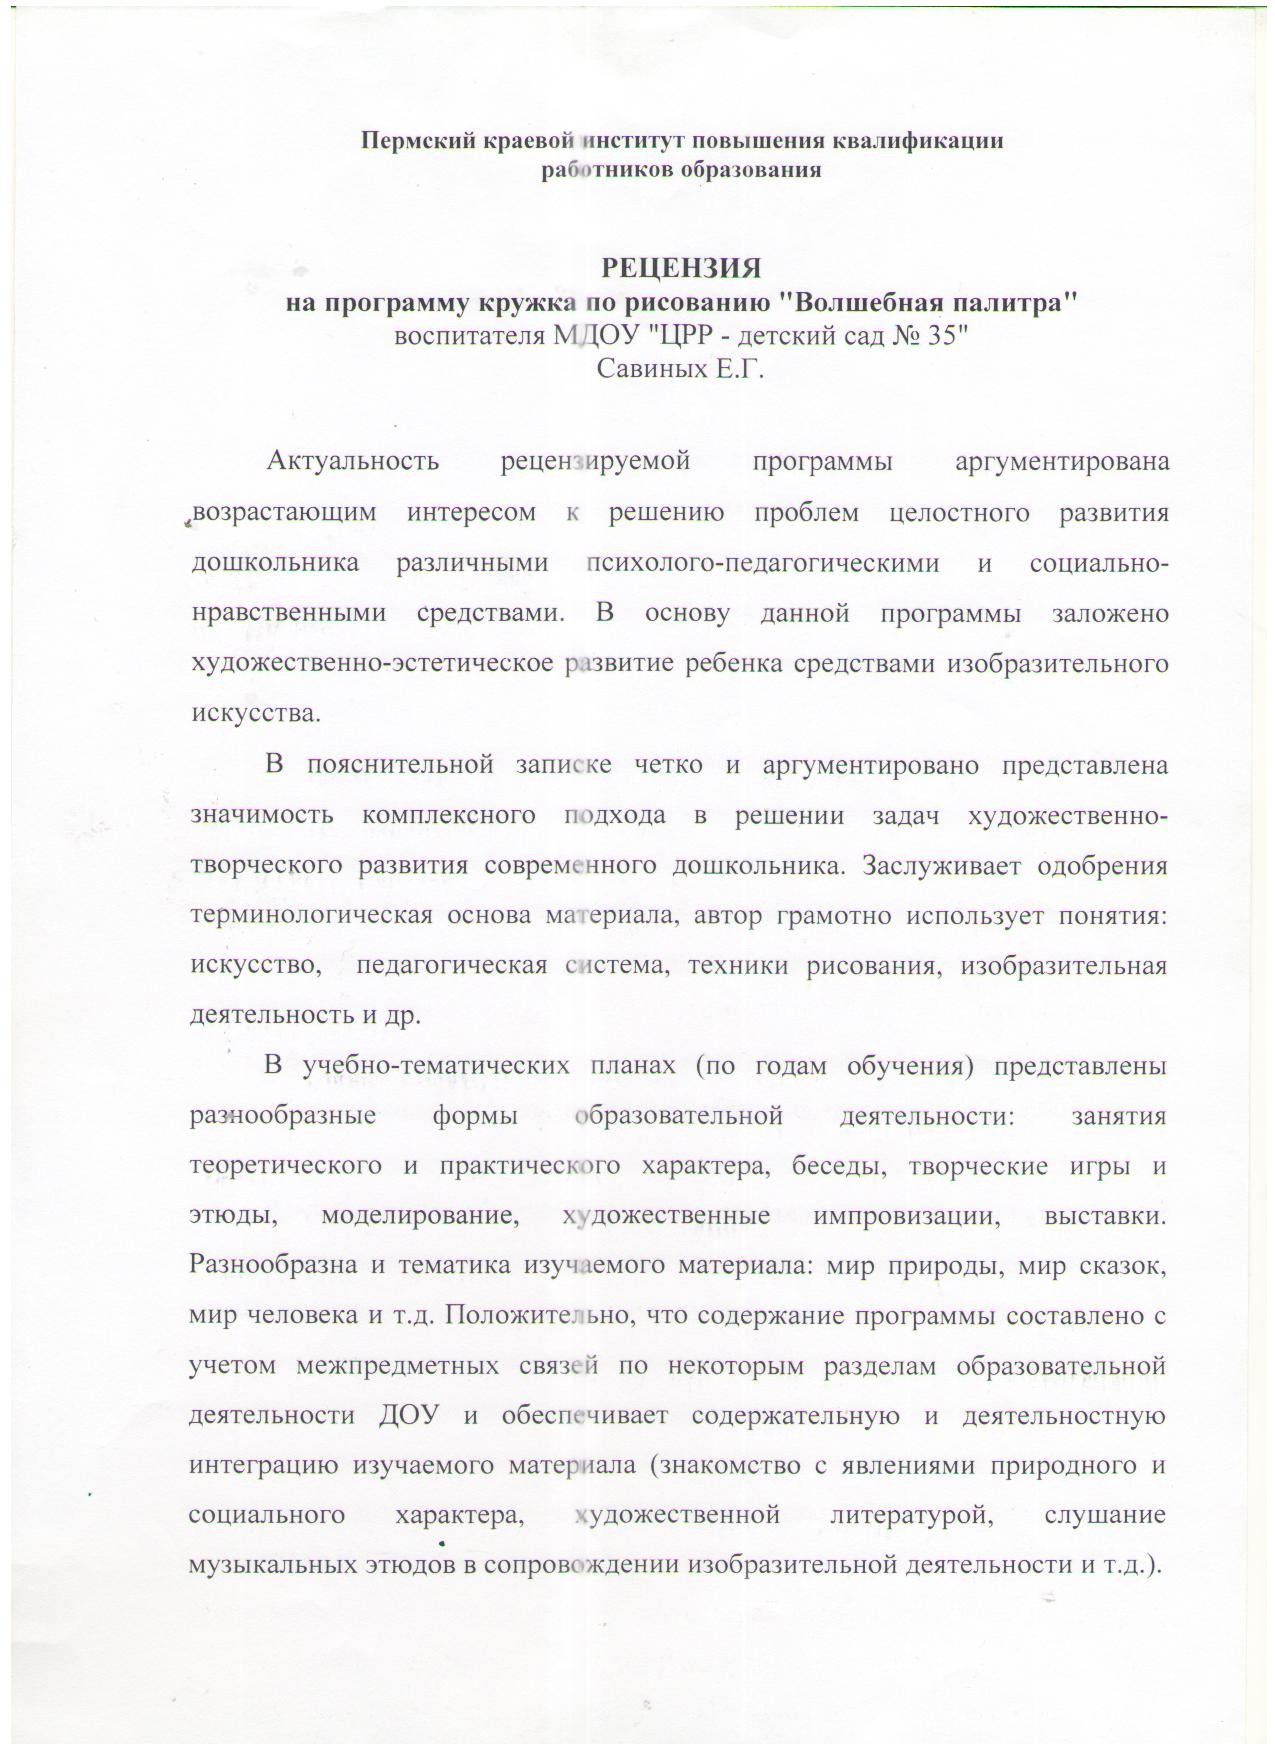 Пермский краевой институт повышения квалификации
работников образования
РЕЦЕНЗИЯ
на программу кружка по рисованию "Волшебная палитра"
воспитателя МДОУ "ЦРР - детский сад № 35"
Савиных Е.Г.
Актуальность рецензируемой программы аргументирована
возрастающим интересом к решению проблем целостного развития
дошкольника различными психолого-педагогическими и социально-
нравственными средствами. В основу данной программы заложено
художественно-эстетическое развитие ребенка средствами изобразительного
искусства.
В пояснительной записке четко и аргументировано представлена
значимость комплексного подхода в решении задач художественно-
творческого развития современного дошкольника. Заслуживает одобрения
терминологическая основа материала, автор грамотно использует понятия:
искусство, педагогическая система, техники рисования, изобразительная
деятельность и др.
В учебно-тематических планах (по годам обучения) представлены
разнообразные формы образовательной деятельности: занятия
теоретического и практического характера, беседы, творческие игры и
этюды, моделирование, художественные импровизации, выставки.
Разнообразна и тематика изучаемого материала: мир природы, мир сказок,
мир человека и т.д. Положительно, что содержание программы составлено с
учетом межпредметных связей по некоторым разделам образовательной
деятельности ДОУ и обеспечивает содержательную и деятельностную
интеграцию изучаемого материала (знакомство с явлениями природного и
социального характера, художественной литературой, слушание
музыкальных этюдов в сопровождении изобразительной деятельности и т.д.).